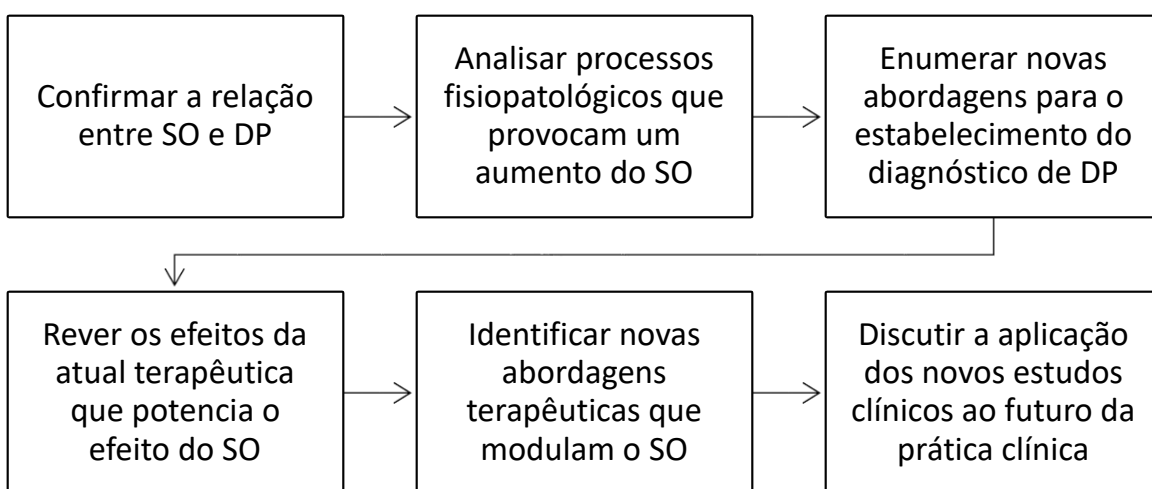 Confirmar a relação
entre SO e DP
Analisar processos
fisiopatológicos que
provocam um
aumento do SO
Enumerar novas
abordagens para o
estabelecimento do
diagnóstico de DP
Rever os efeitos da
atual terapêutica
que potencia o
efeito do SO
Identificar novas
abordagens
terapêuticas que
modulam o SO
Discutir a aplicação
dos novos estudos
clínicos ao futuro da
prática clínica